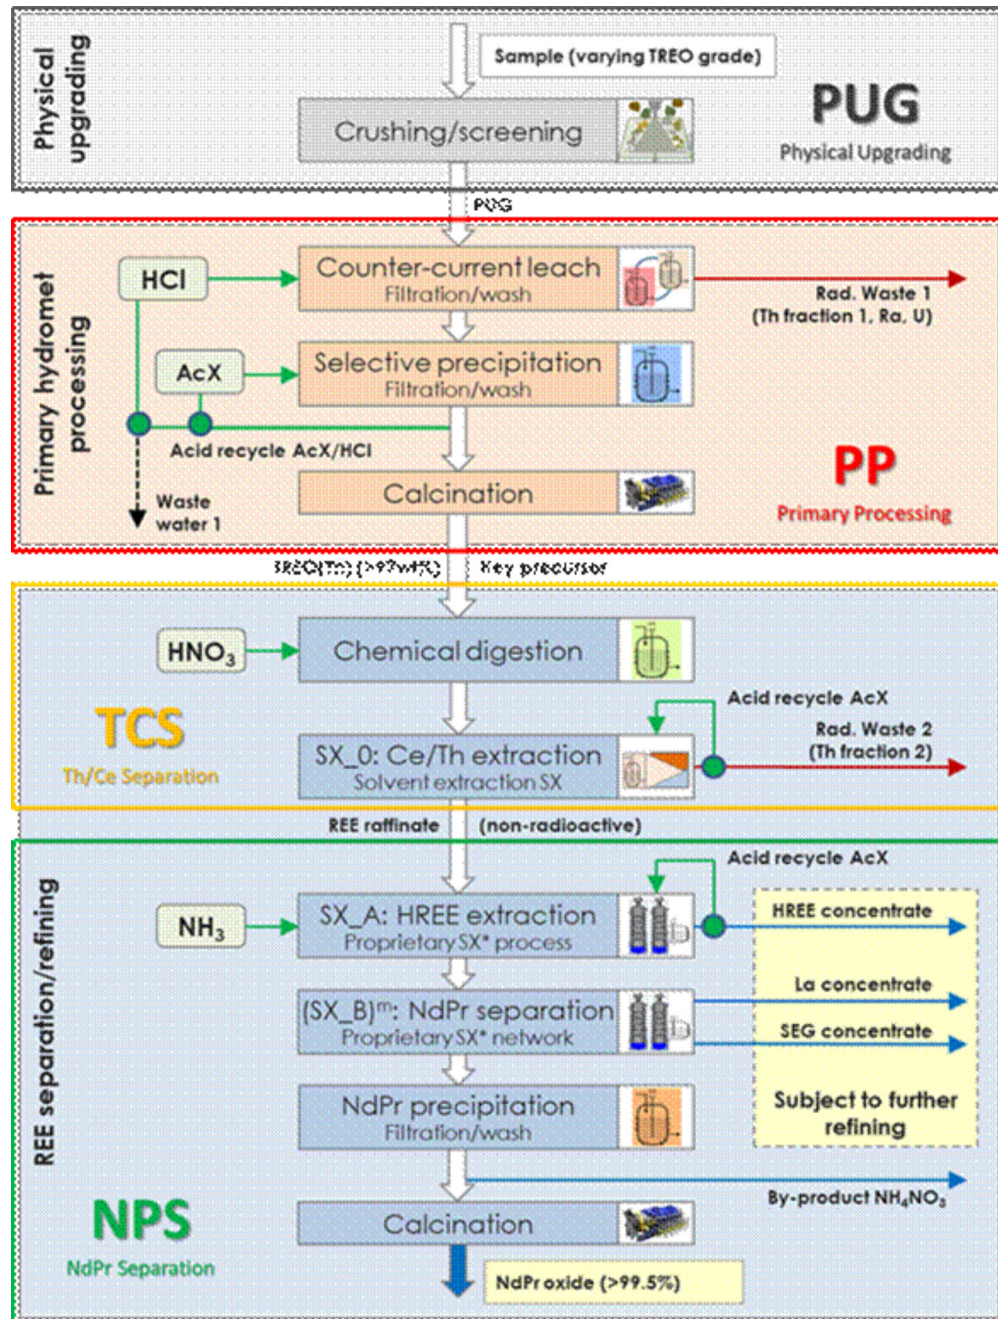 Physical
upgrading
Sample (varying TREO grade)
Crushing/screening
PUG
Physical Upgrading
PUG
Primary hydromet
processing
HCl
Counter-current leach
Filtration/wash
Rad. Waste 1
(Th fraction 1, Ra, U)
AcX
Selective precipitation
Filtration/wash
Acid recycle AcX/HCl
Waste
water 1
Calcination
PP
Primary Processing
(>97wt%)
Key precursor
HNO3
Chemical digestion
TCS
Th/Ce Separation
Acid recycle AcX
SX_0: Ce/Th extraction
Solvent extraction SX
Rad. Waste 2
(Th fraction 2)
REE raffinate
(non-radioactive)
REE separation/refining
Acid recycle AcX
NH3
SX_A: HREE extraction
Proprietary SX* process
HREE concentrate
(SX_B)ᵐ: NdPr separation
Proprietary SX* network
La concentrate
SEG concentrate
NdPr precipitation
Filtration/wash
Subject to further
refining
By-product NH4NO3
NPS
NdPr Separation
Calcination
NdPr oxide (>99.5%)